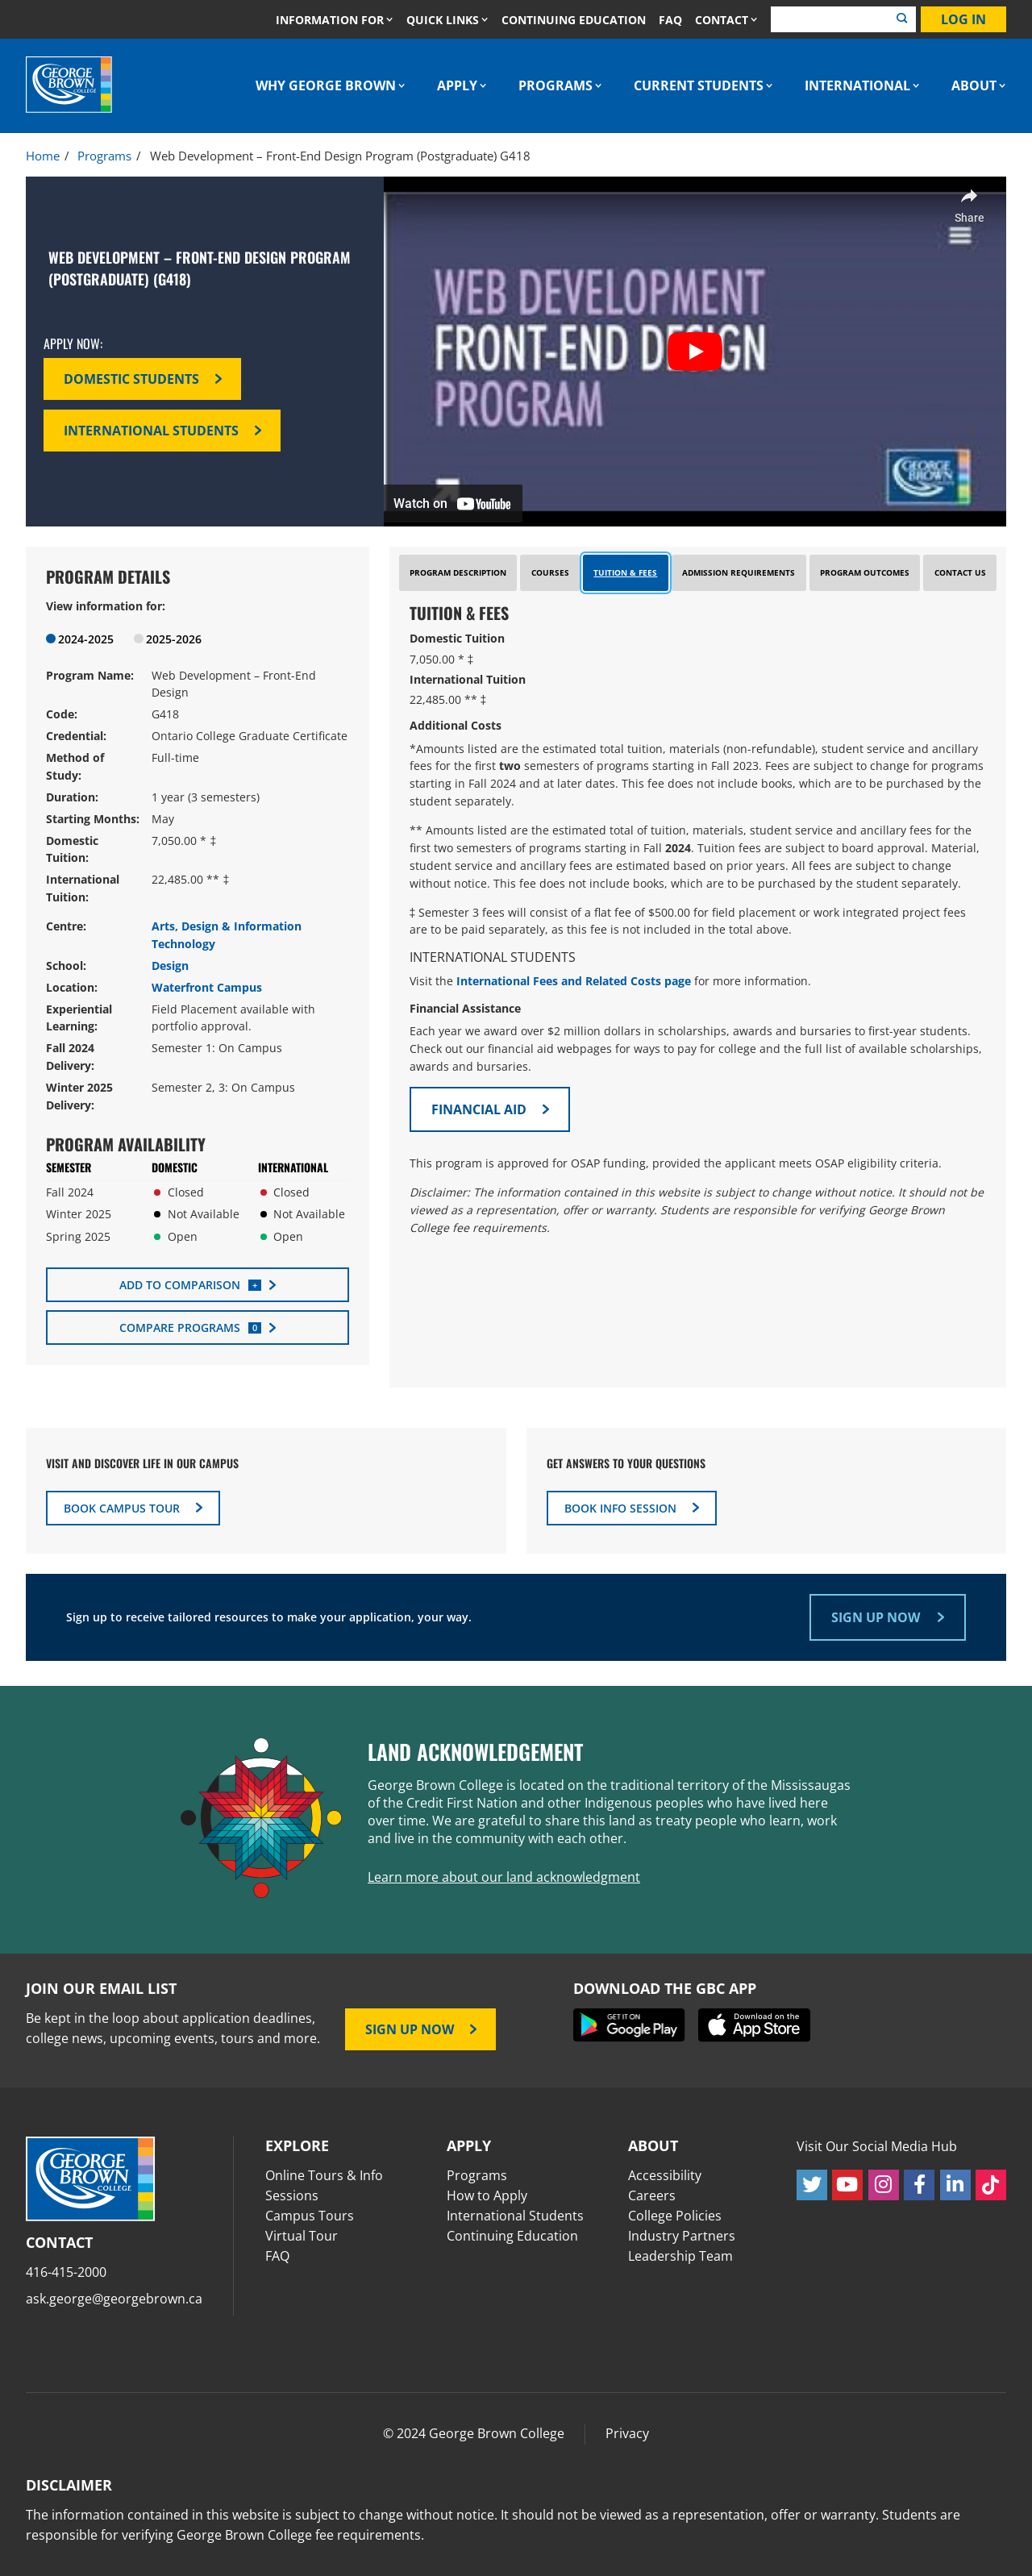 INFORMATION FOR QUICK LINKS CONTINUING EDUCATION FAQ CONTACT LOG IN
GEORGE BROWN COLLEGE
WHY GEORGE BROWN APPLY PROGRAMS CURRENT STUDENTS INTERNATIONAL ABOUT
Home / Programs / Web Development – Front-End Design Program (Postgraduate) G418
WEB DEVELOPMENT – FRONT-END DESIGN PROGRAM
(POSTGRADUATE) (G418)
APPLY NOW:
DOMESTIC STUDENTS
INTERNATIONAL STUDENTS
Share
WEB DEVELOPMENT
FRONT-END DESIGN
PROGRAM
GEORGE BROWN COLLEGE
Watch on YouTube
PROGRAM DETAILS
View information for:
2024-2025 2025-2026
Program Name: Web Development – Front-End
Design
Code: G418
Credential: Ontario College Graduate Certificate
Method of Full-time
Study:
Duration: 1 year (3 semesters)
Starting Months: May
Domestic 7,050.00 * ‡
Tuition:
International 22,485.00 ** ‡
Tuition:
Centre: Arts, Design & Information
Technology
School: Design
Location: Waterfront Campus
Experiential Field Placement available with
Learning: portfolio approval.
Fall 2024 Semester 1: On Campus
Delivery:
Winter 2025 Semester 2, 3: On Campus
Delivery:
PROGRAM AVAILABILITY
SEMESTER DOMESTIC INTERNATIONAL
Fall 2024 Closed Closed
Winter 2025 Not Available Not Available
Spring 2025 Open Open
ADD TO COMPARISON +
COMPARE PROGRAMS 0
PROGRAM DESCRIPTION COURSES TUITION & FEES ADMISSION REQUIREMENTS PROGRAM OUTCOMES CONTACT US
TUITION & FEES
Domestic Tuition
7,050.00 * ‡
International Tuition
22,485.00 ** ‡
Additional Costs
*Amounts listed are the estimated total tuition, materials (non-refundable), student service and ancillary
fees for the first two semesters of programs starting in Fall 2023. Fees are subject to change for programs
starting in Fall 2024 and at later dates. This fee does not include books, which are to be purchased by the
student separately.
** Amounts listed are the estimated total of tuition, materials, student service and ancillary fees for the
first two semesters of programs starting in Fall 2024. Tuition fees are subject to board approval. Material,
student service and ancillary fees are estimated based on prior years. All fees are subject to change
without notice. This fee does not include books, which are to be purchased by the student separately.
‡ Semester 3 fees will consist of a flat fee of $500.00 for field placement or work integrated project fees
are to be paid separately, as this fee is not included in the total above.
INTERNATIONAL STUDENTS
Visit the International Fees and Related Costs page for more information.
Financial Assistance
Each year we award over $2 million dollars in scholarships, awards and bursaries to first-year students.
Check out our financial aid webpages for ways to pay for college and the full list of available scholarships,
awards and bursaries.
FINANCIAL AID
This program is approved for OSAP funding, provided the applicant meets OSAP eligibility criteria.
Disclaimer: The information contained in this website is subject to change without notice. It should not be
viewed as a representation, offer or warranty. Students are responsible for verifying George Brown
College fee requirements.
VISIT AND DISCOVER LIFE IN OUR CAMPUS
BOOK CAMPUS TOUR
GET ANSWERS TO YOUR QUESTIONS
BOOK INFO SESSION
Sign up to receive tailored resources to make your application, your way.
SIGN UP NOW
LAND ACKNOWLEDGEMENT
George Brown College is located on the traditional territory of the Mississaugas
of the Credit First Nation and other Indigenous peoples who have lived here
over time. We are grateful to share this land as treaty people who learn, work
and live in the community with each other.
Learn more about our land acknowledgment
JOIN OUR EMAIL LIST
Be kept in the loop about application deadlines,
college news, upcoming events, tours and more.
SIGN UP NOW
DOWNLOAD THE GBC APP
GET IT ON Google Play
Download on the App Store
GEORGE BROWN COLLEGE
CONTACT
416-415-2000
ask.george@georgebrown.ca
EXPLORE
Online Tours & Info
Sessions
Campus Tours
Virtual Tour
FAQ
APPLY
Programs
How to Apply
International Students
Continuing Education
ABOUT
Accessibility
Careers
College Policies
Industry Partners
Leadership Team
Visit Our Social Media Hub
© 2024 George Brown College Privacy
DISCLAIMER
The information contained in this website is subject to change without notice. It should not be viewed as a representation, offer or warranty. Students are
responsible for verifying George Brown College fee requirements.